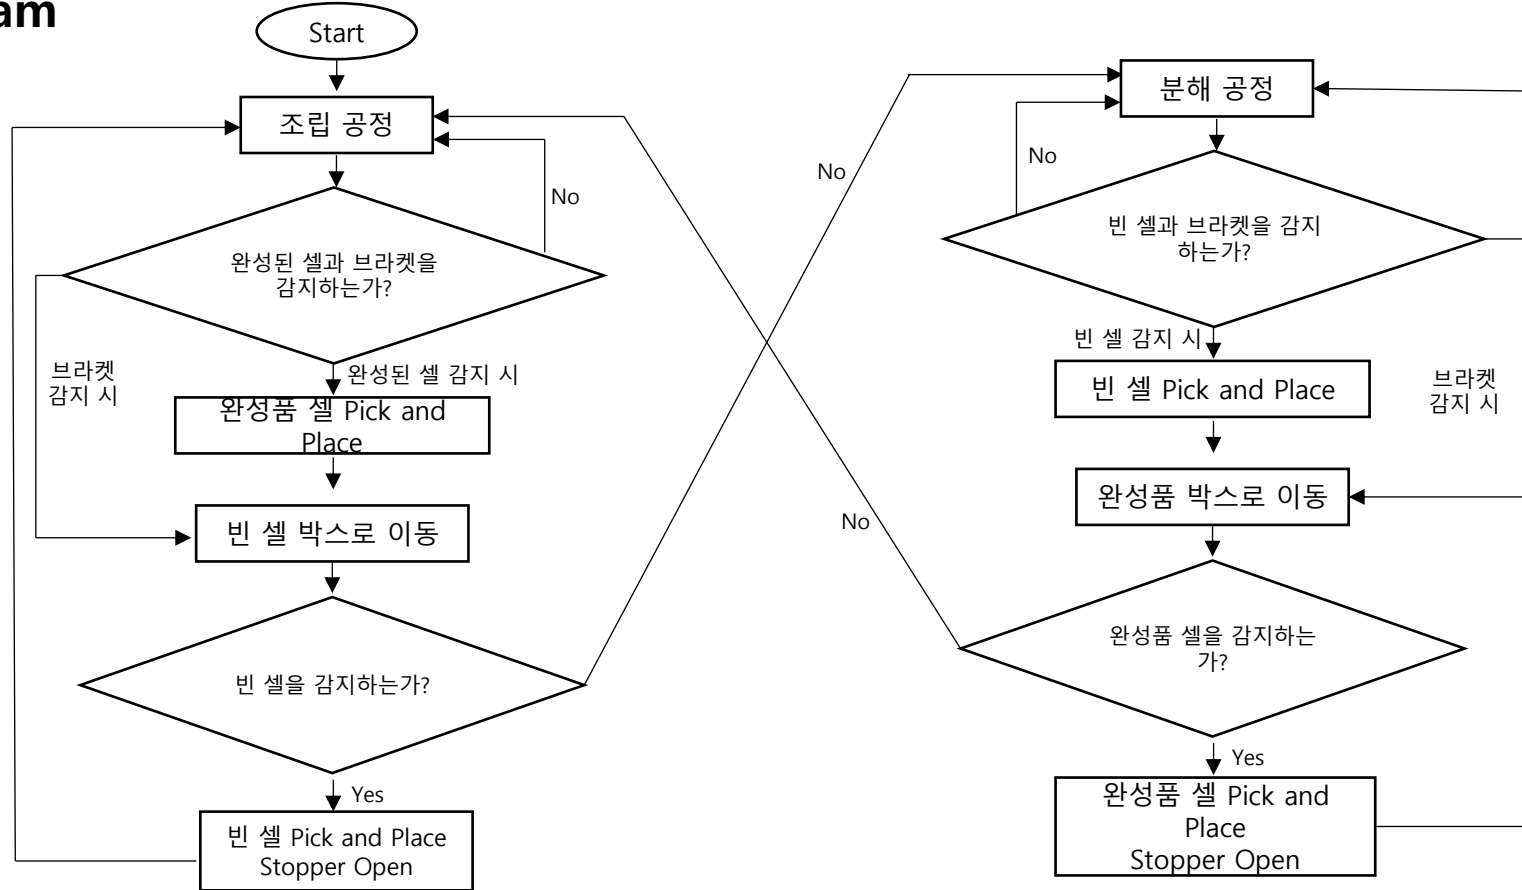 am
Start
조립 공정
No
완성된 셀과 브라켓을
감지하는가?
브라켓
감지 시
완성된 셀 감지 시
완성품 셀 Pick and
Place
빈 셀 박스로 이동
빈 셀을 감지하는가?
Yes
빈 셀 Pick and Place
Stopper Open
No
No
분해 공정
No
빈 셀과 브라켓을 감지
하는가?
빈 셀 감지 시
빈 셀 Pick and Place
브라켓
감지 시
완성품 박스로 이동
완성품 셀을 감지하는
가?
Yes
완성품 셀 Pick and
Place
Stopper Open